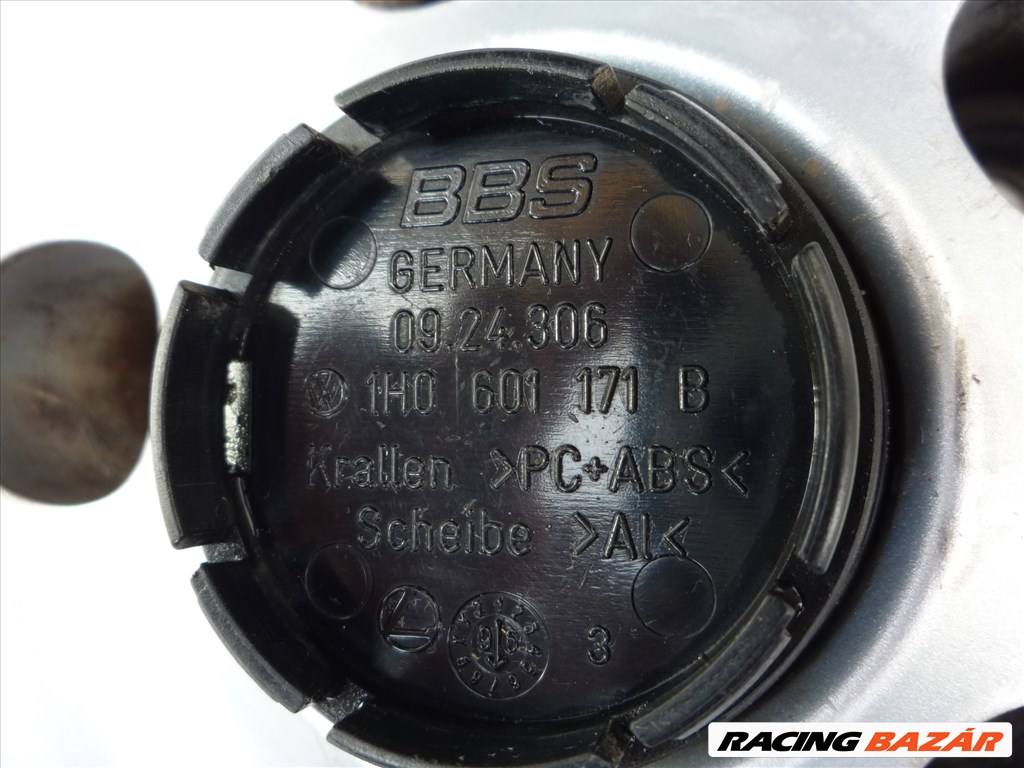 BBS
GERMANY
09.24.306
1H0 601 171 B
Krallen >PC+ABS<
Scheibe >Al<
3
RACING BAZÁR